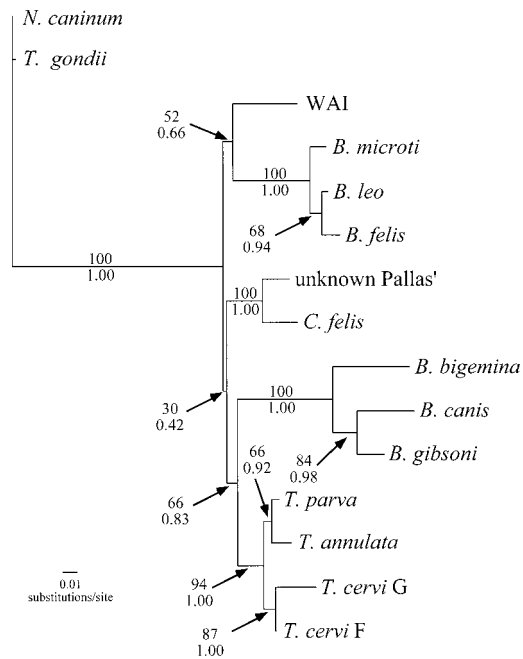 N. caninum
T. gondii
WAI
52
0.66
B. microti
100
1.00
B. leo
68
0.94
B. felis
100
1.00
unknown Pallas'
100
1.00
C. felis
B. bigemina
100
1.00
30
0.42
B. canis
84
0.98
B. gibsoni
66
0.92
66
0.83
T. parva
T. annulata
0.01
substitutions/site
94
1.00
T. cervi G
87
1.00
T. cervi F